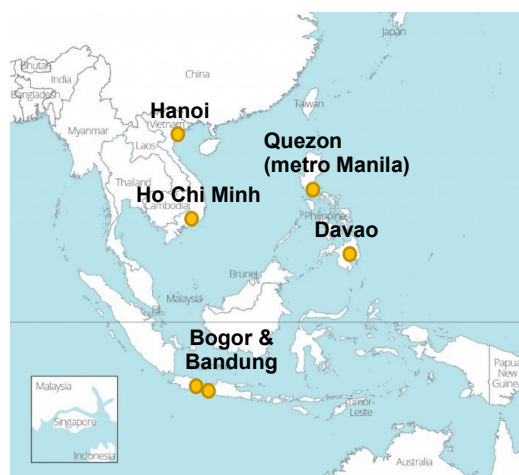 Japan
Bhutan
India
China
Bangladesh
Taiwan
Hanoi
Vietnam
Myanmar
Laos
Quezon
(metro Manila)
Thailand
Ho Chi Minh
Cambodia
Philippines
Davao
Brunei
Malaysia
Bogor &
Bandung
Papua
New Guinea
Malaysia
Timor-
Leste
Singapore
Indonesia
Australia